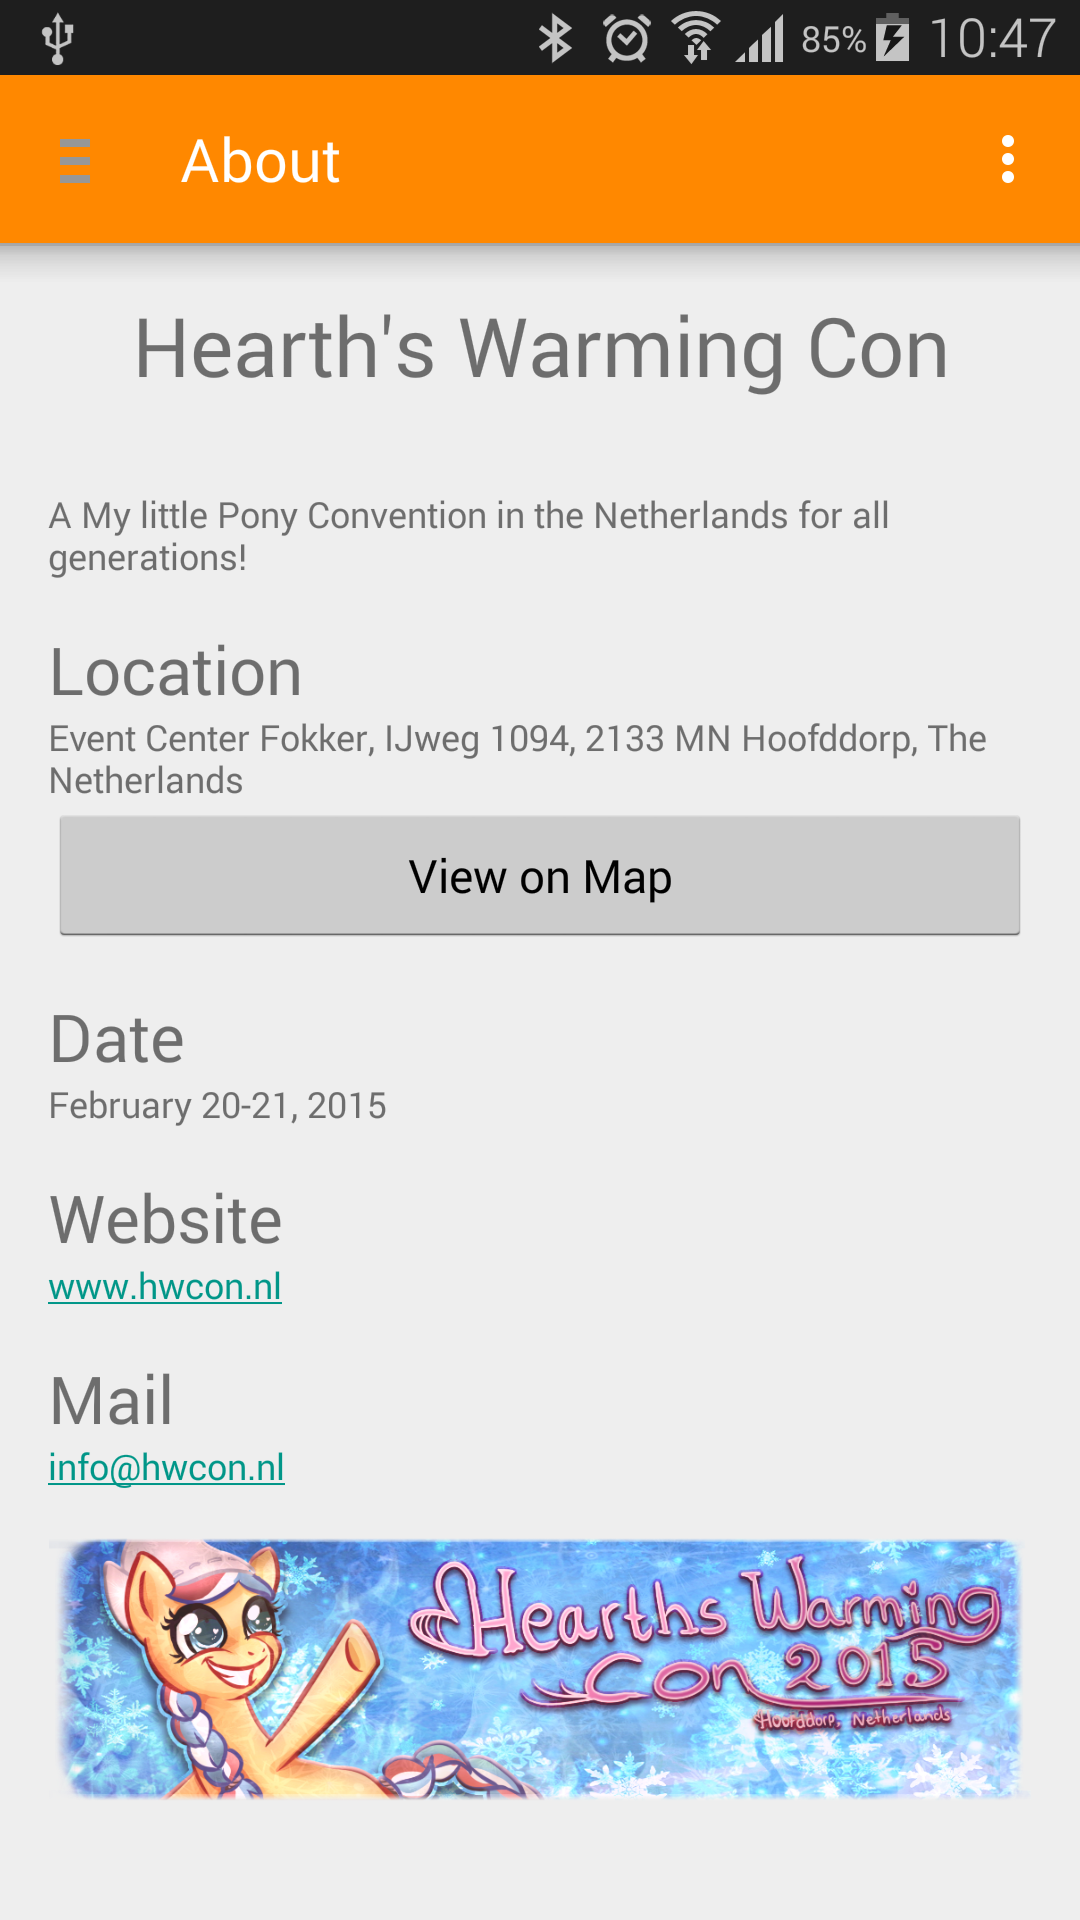 85% 10:47
About
Hearth's Warming Con
A My little Pony Convention in the Netherlands for all
generations!
Location
Event Center Fokker, IJweg 1094, 2133 MN Hoofddorp, The
Netherlands
View on Map
Date
February 20-21, 2015
Website
www.hwcon.nl
Mail
info@hwcon.nl
Hearths Warming
Con 2015
Hoofddorp, Netherlands